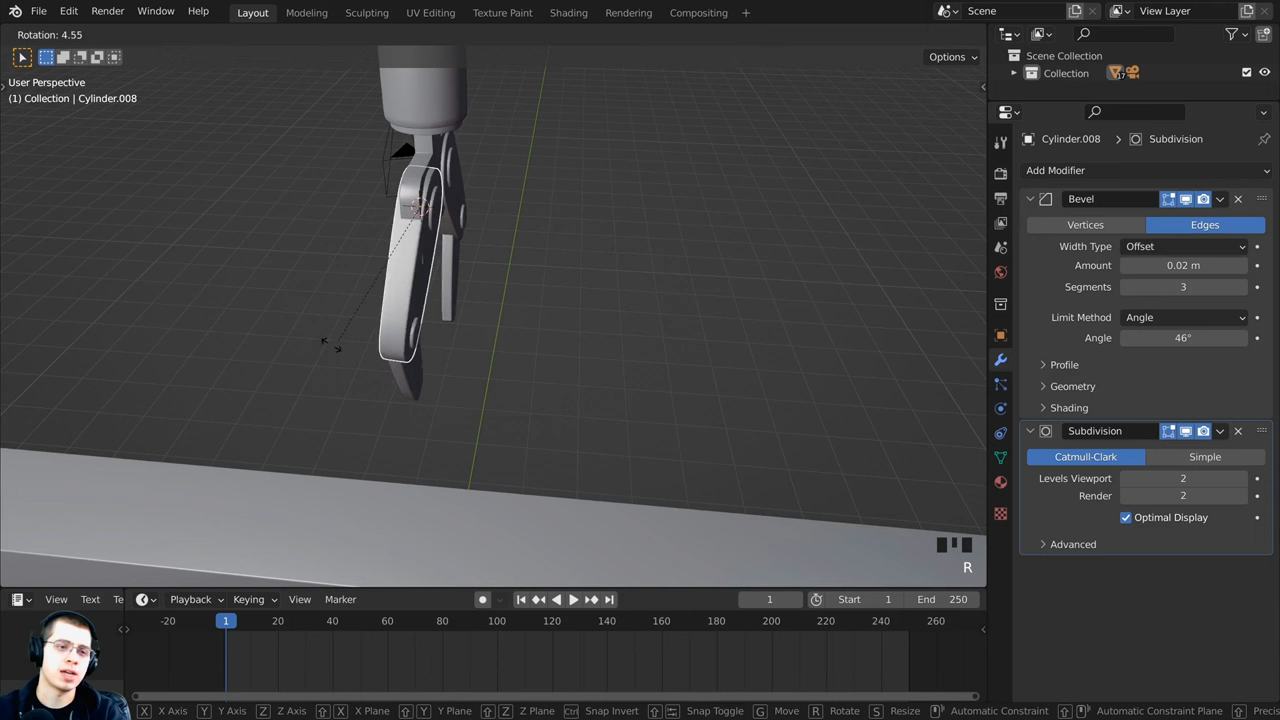 File Edit Render Window Help Layout Modeling Sculpting UV Editing Texture Paint Shading Rendering Compositing + Scene View Layer
Rotation: 4.55
Options
User Perspective
(1) Collection | Cylinder.008
Scene Collection
Collection 17
Cylinder.008 Subdivision
Add Modifier
Bevel
Vertices Edges
Width Type Offset
Amount 0.02 m
Segments 3
Limit Method Angle
Angle 46°
Profile
Geometry
Shading
Subdivision
Catmull-Clark Simple
Levels Viewport 2
Render 2
Optimal Display
Advanced
R
View Text Te Playback Keying View Marker 1 Start 1 End 250
-20 1 20 40 60 80 100 120 140 160 180 200 220 240 260
X X Axis Y Y Axis Z Z Axis X X Plane Y Y Plane Z Z Plane Ctrl Snap Invert Snap Toggle G Move R Rotate S Resize Automatic Constraint Automatic Constraint Plane Precis